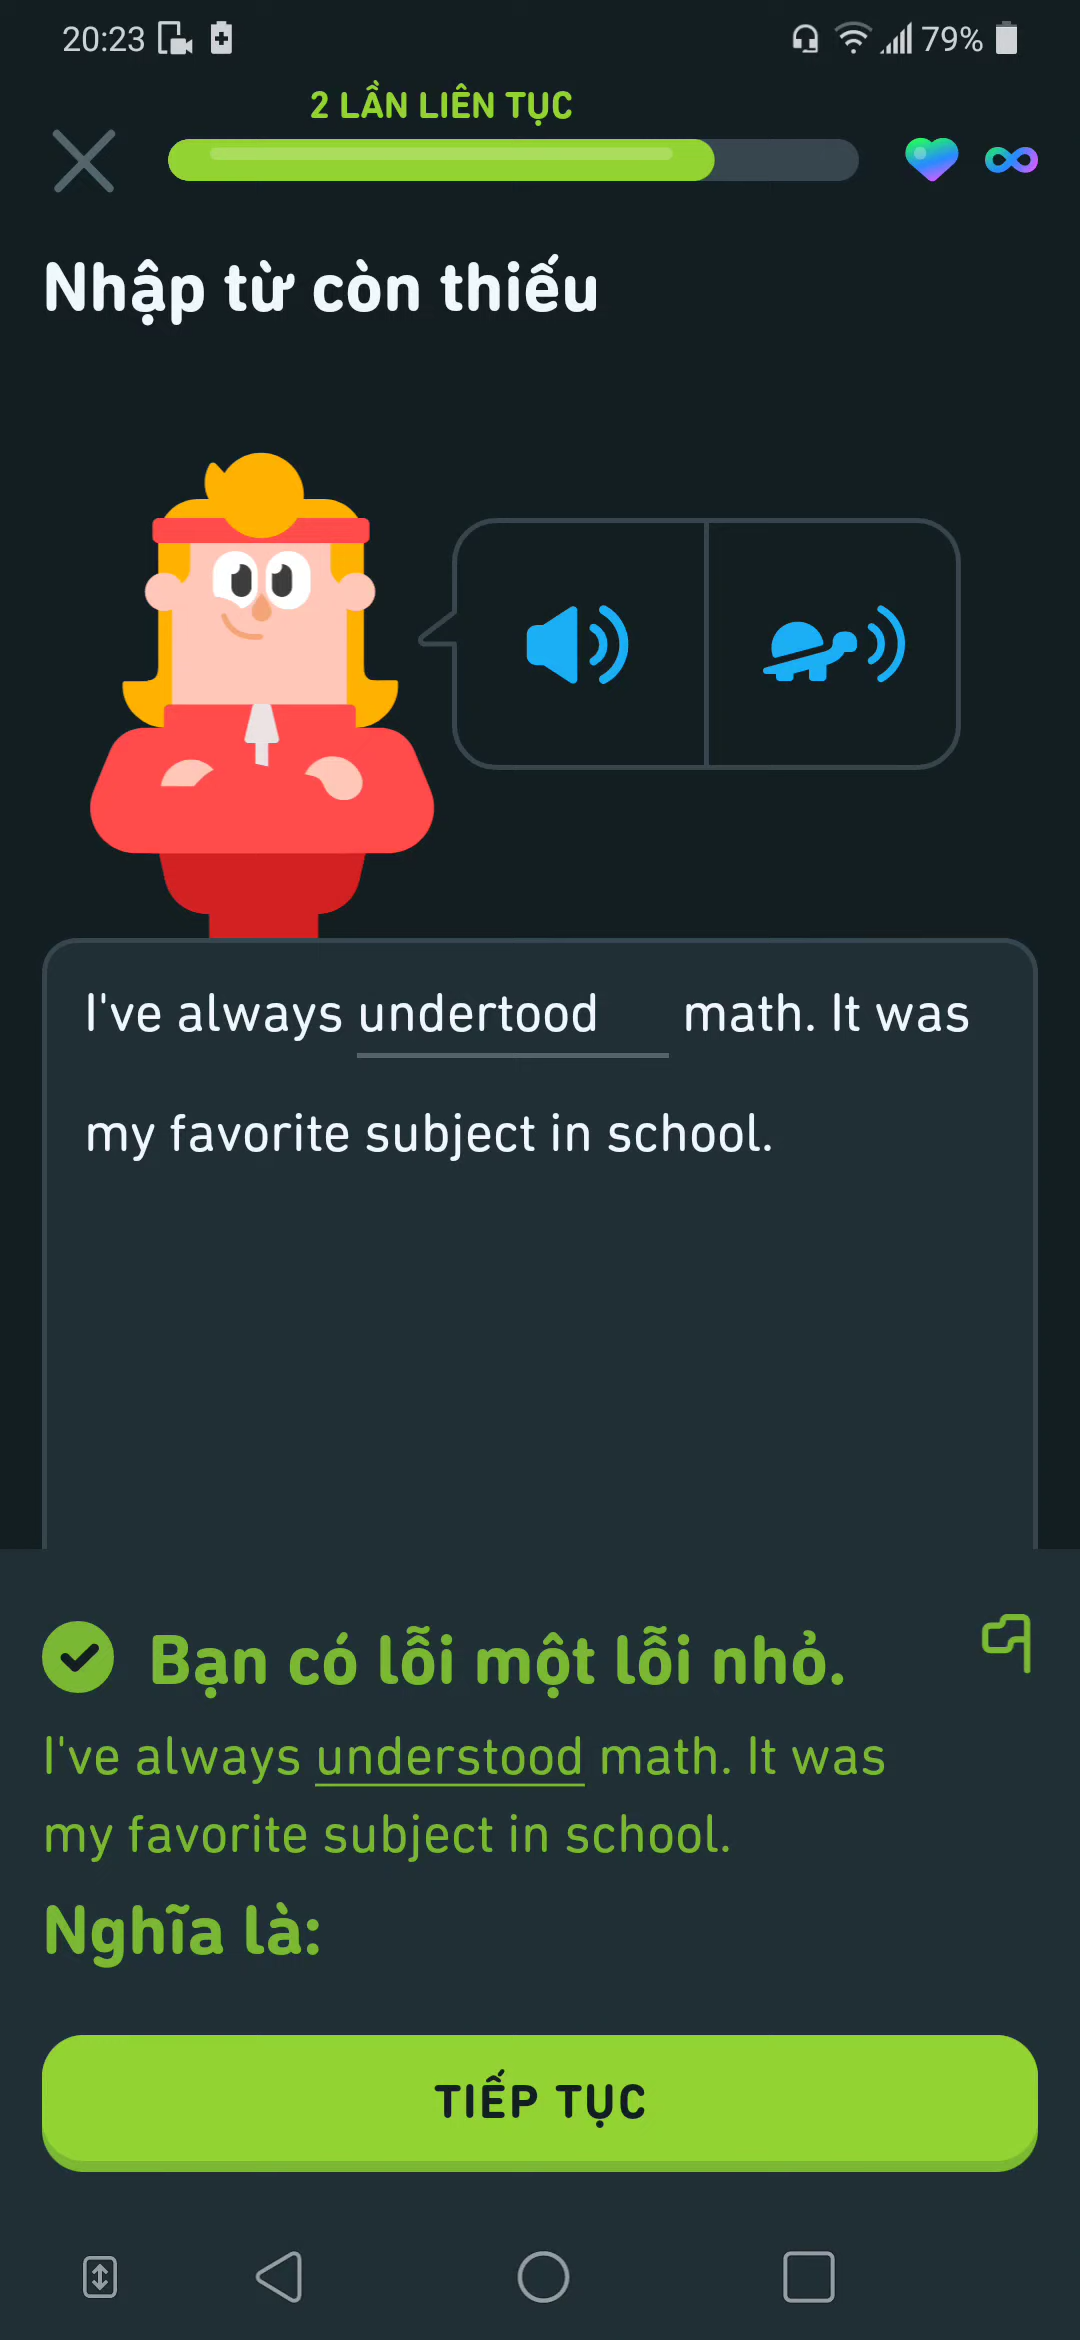 20:23
79%
2 LẦN LIÊN TỤC
Nhập từ còn thiếu
I've always undertood math. It was
my favorite subject in school.
Bạn có lỗi một lỗi nhỏ.
I've always understood math. It was
my favorite subject in school.
Nghĩa là:
TIẾP TỤC